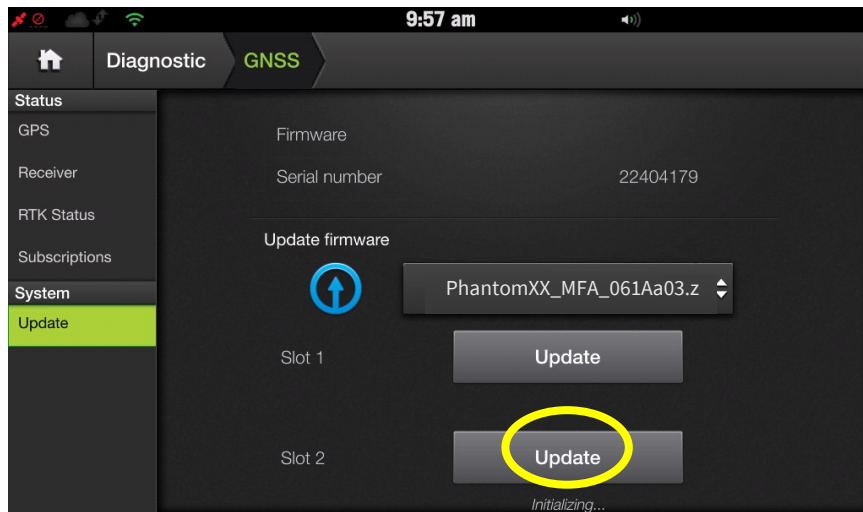 9:57 am
Diagnostic GNSS
Status
GPS
Receiver
RTK Status
Subscriptions
System
Update
Firmware
Serial number 22404179
Update firmware
PhantomXX_MFA_061Aa03.z
Slot 1 Update
Slot 2 Update
Initializing...